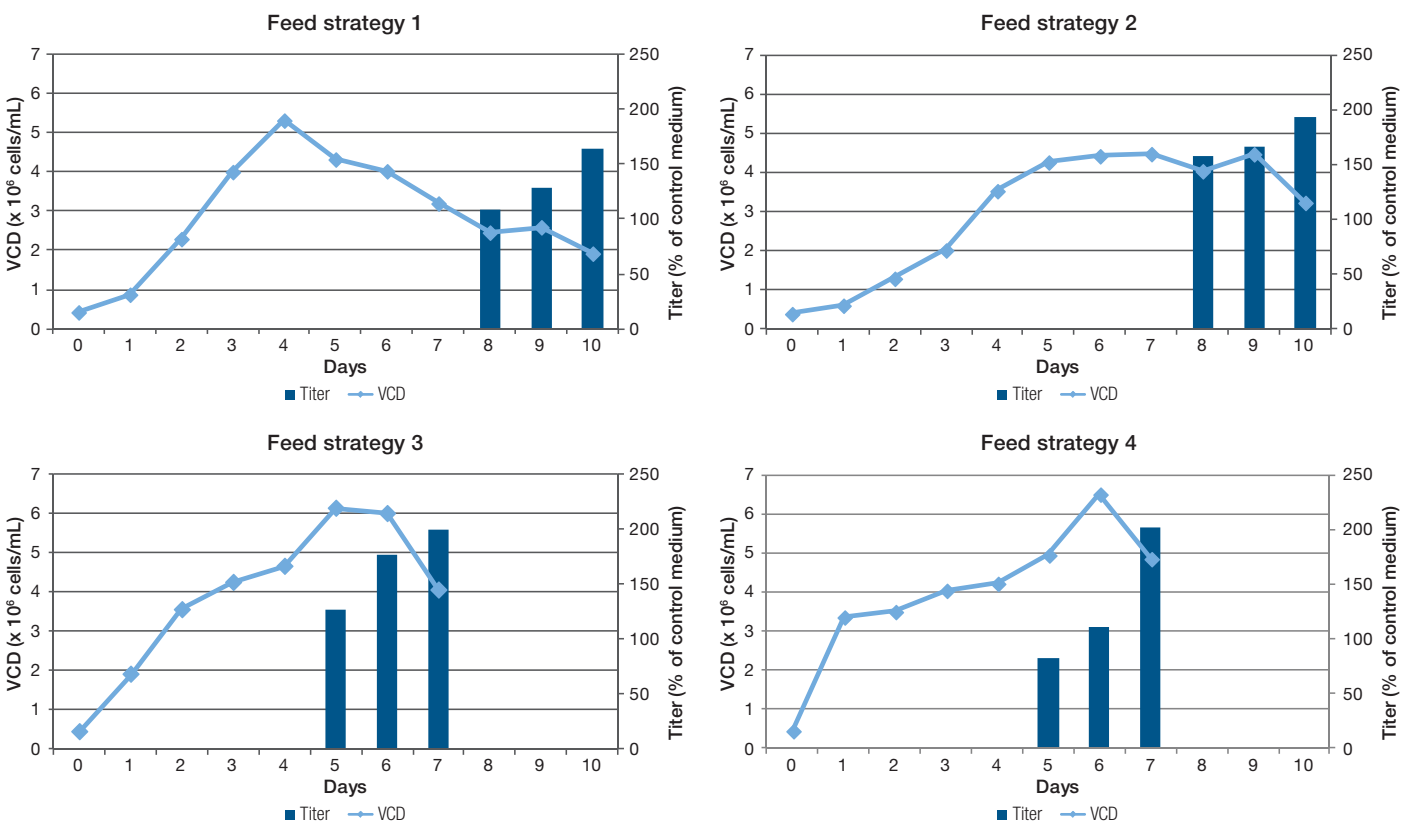 Feed strategy 1
7
6
5
4
3
2
1
0
VCD (x 10⁶ cells/mL)
250
200
150
100
50
0
Titer (% of control medium)
0 1 2 3 4 5 6 7 8 9 10
Days
Titer VCD
Feed strategy 2
7
6
5
4
3
2
1
0
VCD (x 10⁶ cells/mL)
250
200
150
100
50
0
Titer (% of control medium)
0 1 2 3 4 5 6 7 8 9 10
Days
Titer VCD
Feed strategy 3
7
6
5
4
3
2
1
0
VCD (x 10⁶ cells/mL)
250
200
150
100
50
0
Titer (% of control medium)
0 1 2 3 4 5 6 7 8 9 10
Days
Titer VCD
Feed strategy 4
7
6
5
4
3
2
1
0
VCD (x 10⁶ cells/mL)
250
200
150
100
50
0
Titer (% of control medium)
0 1 2 3 4 5 6 7 8 9 10
Days
Titer VCD